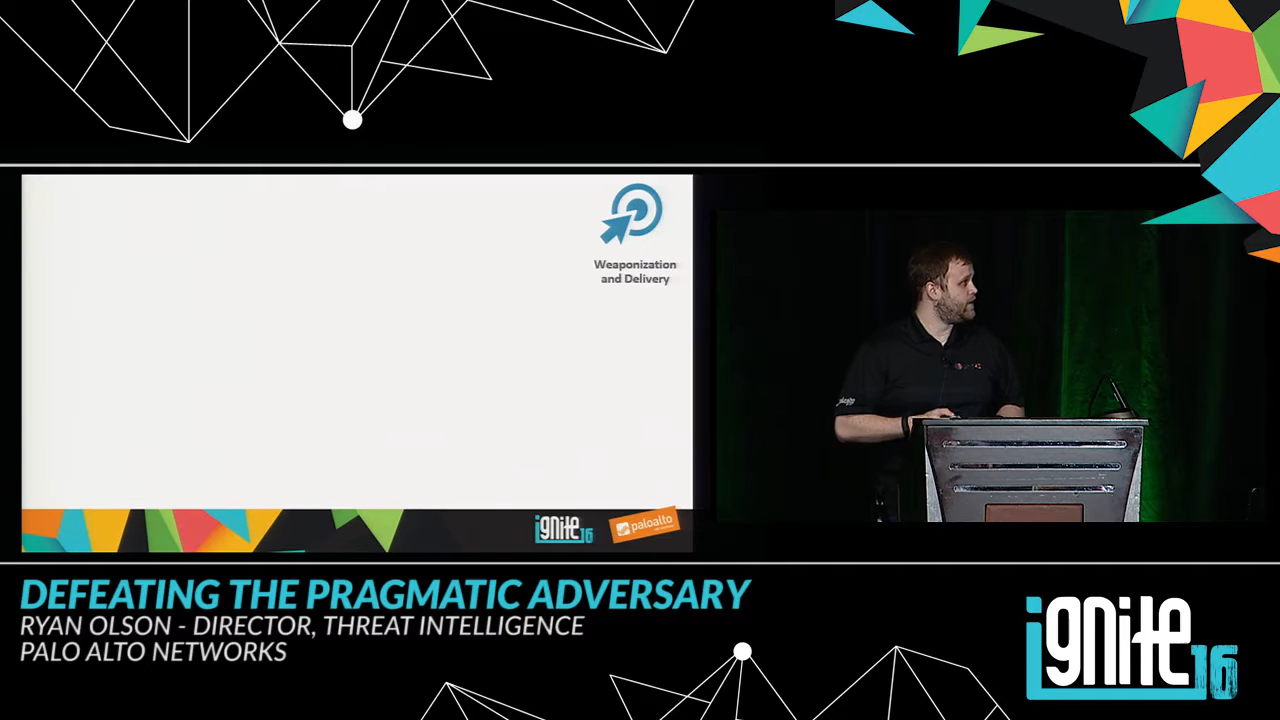 Weaponization
and Delivery
ignite16
paloalto
DEFEATING THE PRAGMATIC ADVERSARY
RYAN OLSON - DIRECTOR, THREAT INTELLIGENCE
PALO ALTO NETWORKS
ignite16